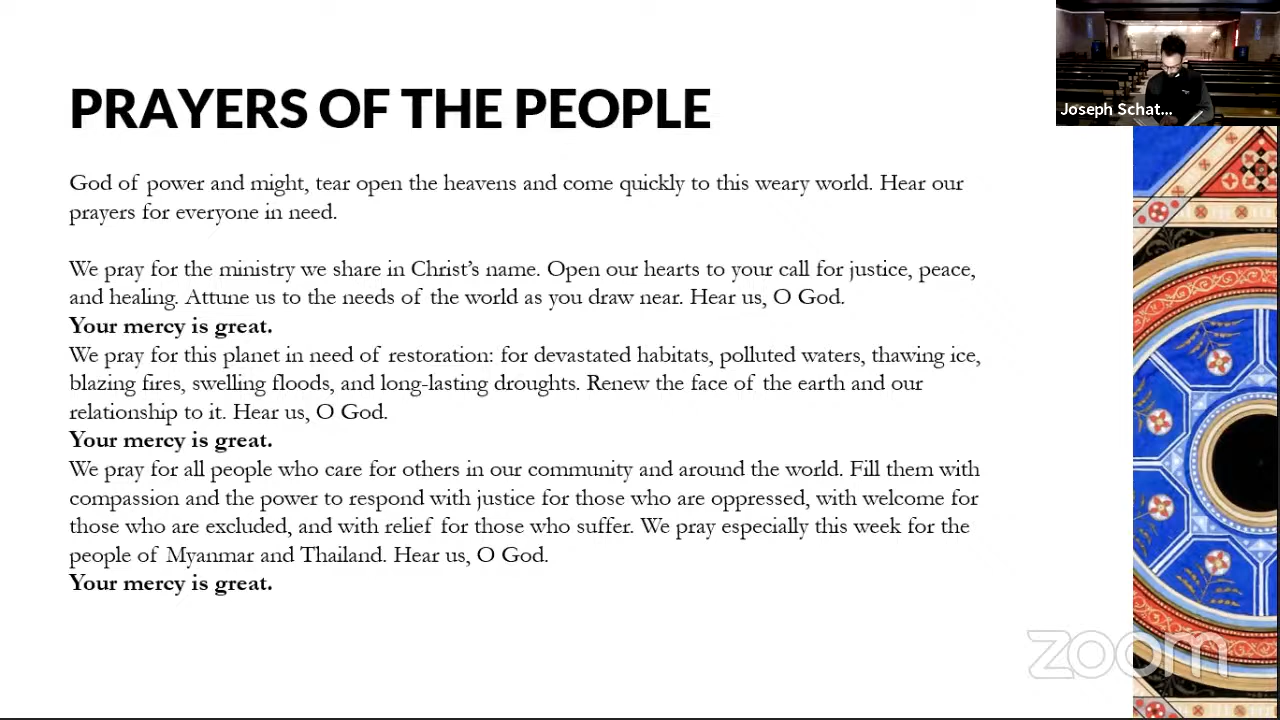 PRAYERS OF THE PEOPLE
God of power and might, tear open the heavens and come quickly to this weary world. Hear our
prayers for everyone in need.
We pray for the ministry we share in Christ's name. Open our hearts to your call for justice, peace,
and healing. Attune us to the needs of the world as you draw near. Hear us, O God.
Your mercy is great.
We pray for this planet in need of restoration: for devastated habitats, polluted waters, thawing ice,
blazing fires, swelling floods, and long-lasting droughts. Renew the face of the earth and our
relationship to it. Hear us, O God.
Your mercy is great.
We pray for all people who care for others in our community and around the world. Fill them with
compassion and the power to respond with justice for those who are oppressed, with welcome for
those who are excluded, and with relief for those who suffer. We pray especially this week for the
people of Myanmar and Thailand. Hear us, O God.
Your mercy is great.
Joseph Schat...
zoom